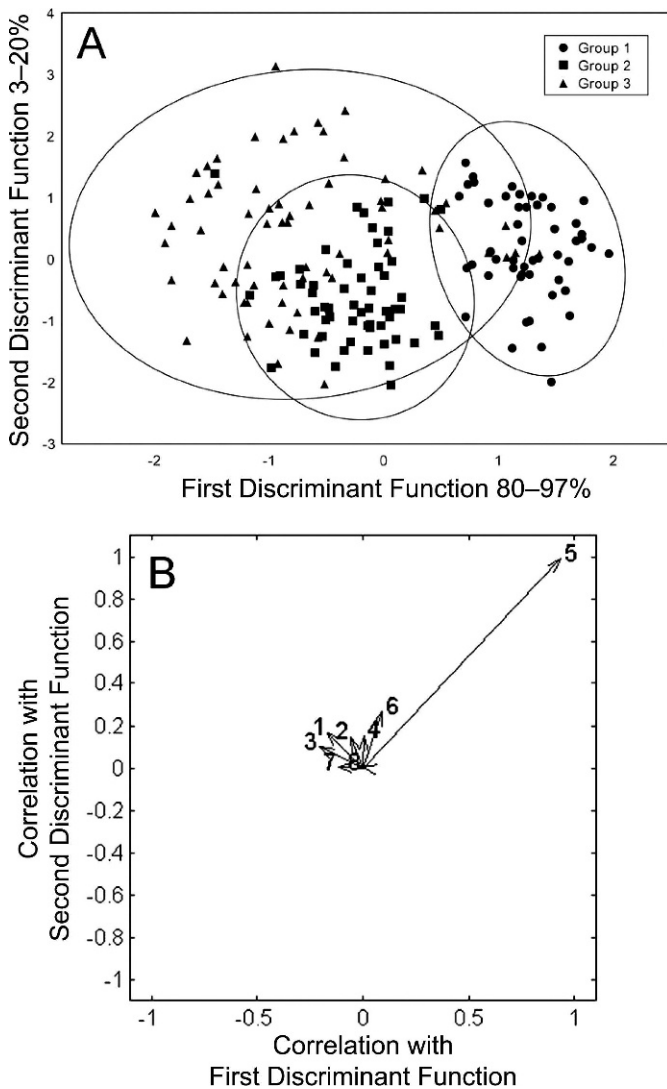 A
4
3
2
1
0
-1
-2
-3
Second Discriminant Function 3–20%
Group 1
Group 2
Group 3
-2 -1 0 1 2
First Discriminant Function 80–97%
B
1
0.8
0.6
0.4
0.2
0
-0.2
-0.4
-0.6
-0.8
-1
Correlation with
Second Discriminant Function
5
6
1 2 4
3
7 8
-1 -0.5 0 0.5 1
Correlation with
First Discriminant Function